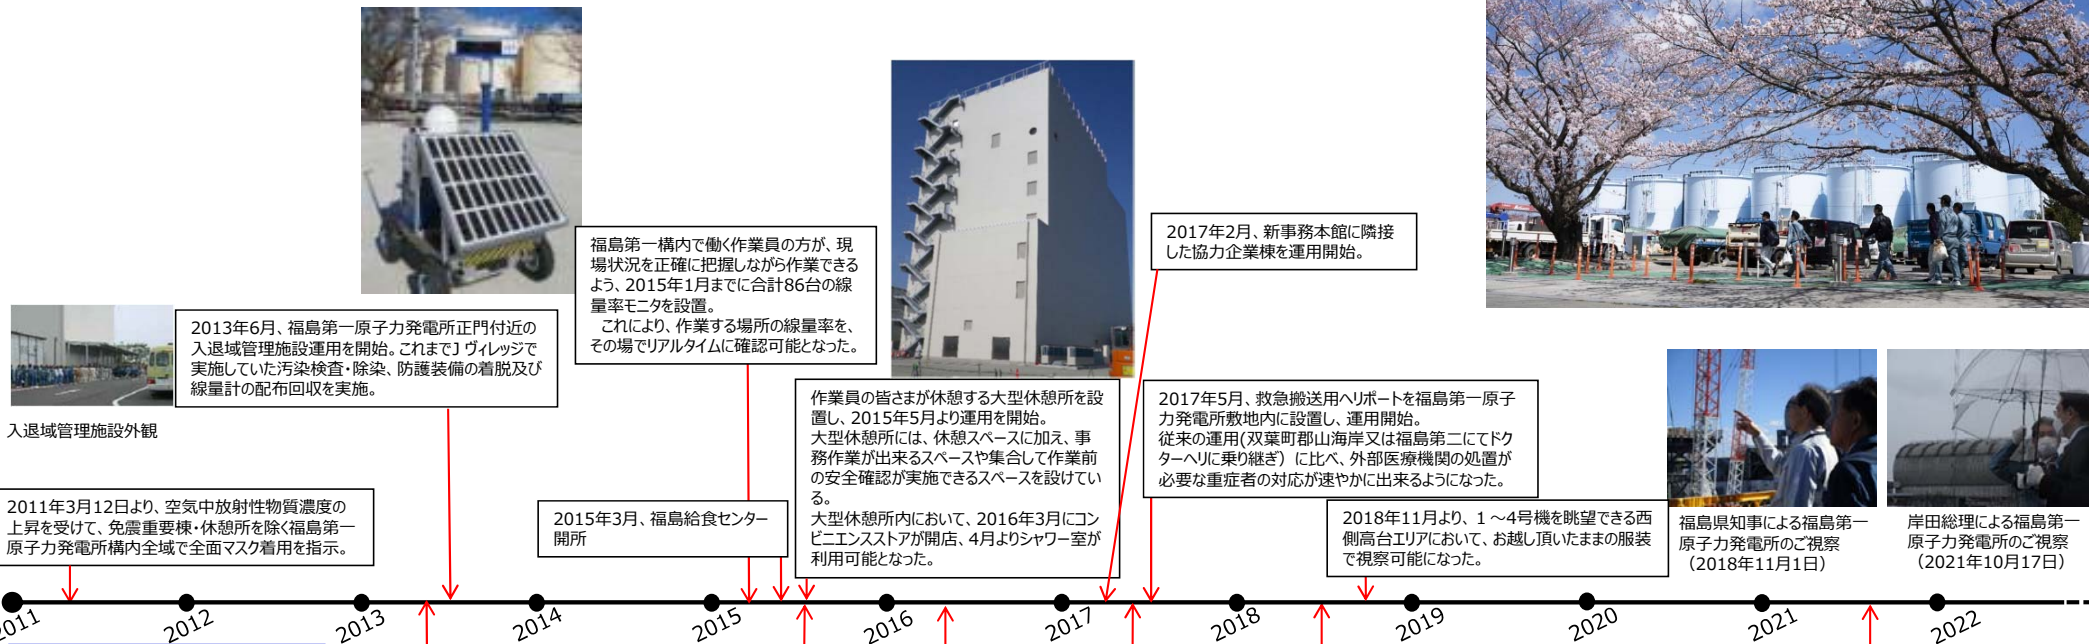 福島第一構内で働く作業員の方が、現
場状況を正確に把握しながら作業できる
よう、2015年1月までに合計86台の線
量率モニタを設置。
これにより、作業する場所の線量率を、
その場でリアルタイムに確認可能となった。
2017年2月、新事務本館に隣接
した協力企業棟を運用開始。
2013年6月、福島第一原子力発電所正門付近の
入退域管理施設運用を開始。これまでJ ヴィレッジで
実施していた汚染検査・除染、防護装備の着脱及び
線量計の配布回収を実施。
入退域管理施設外観
作業員の皆さまが休憩する大型休憩所を設
置し、2015年5月より運用を開始。
大型休憩所には、休憩スペースに加え、事
務作業が出来るスペースや集合して作業前
の安全確認が実施できるスペースを設けてい
る。
大型休憩所内において、2016年3月にコン
ビニエンスストアが開店、4月よりシャワー室が
利用可能となった。
2017年5月、救急搬送用ヘリポートを福島第一原子
力発電所敷地内に設置し、運用開始。
従来の運用(双葉町郡山海岸又は福島第二にてドク
ターヘリに乗り継ぎ）に比べ、外部医療機関の処置が
必要な重症者の対応が速やかに出来るようになった。
2011年3月12日より、空気中放射性物質濃度の
上昇を受けて、免震重要棟・休憩所を除く福島第一
原子力発電所構内全域で全面マスク着用を指示。
2015年3月、福島給食センター
開所
2018年11月より、１～4号機を眺望できる西
側高台エリアにおいて、お越し頂いたままの服装
で視察可能になった。
福島県知事による福島第一
原子力発電所のご視察
（2018年11月1日）
岸田総理による福島第一
原子力発電所のご視察
（2021年10月17日）
2011
2012
2013
2014
2015
2016
2017
2018
2019
2020
2021
2022